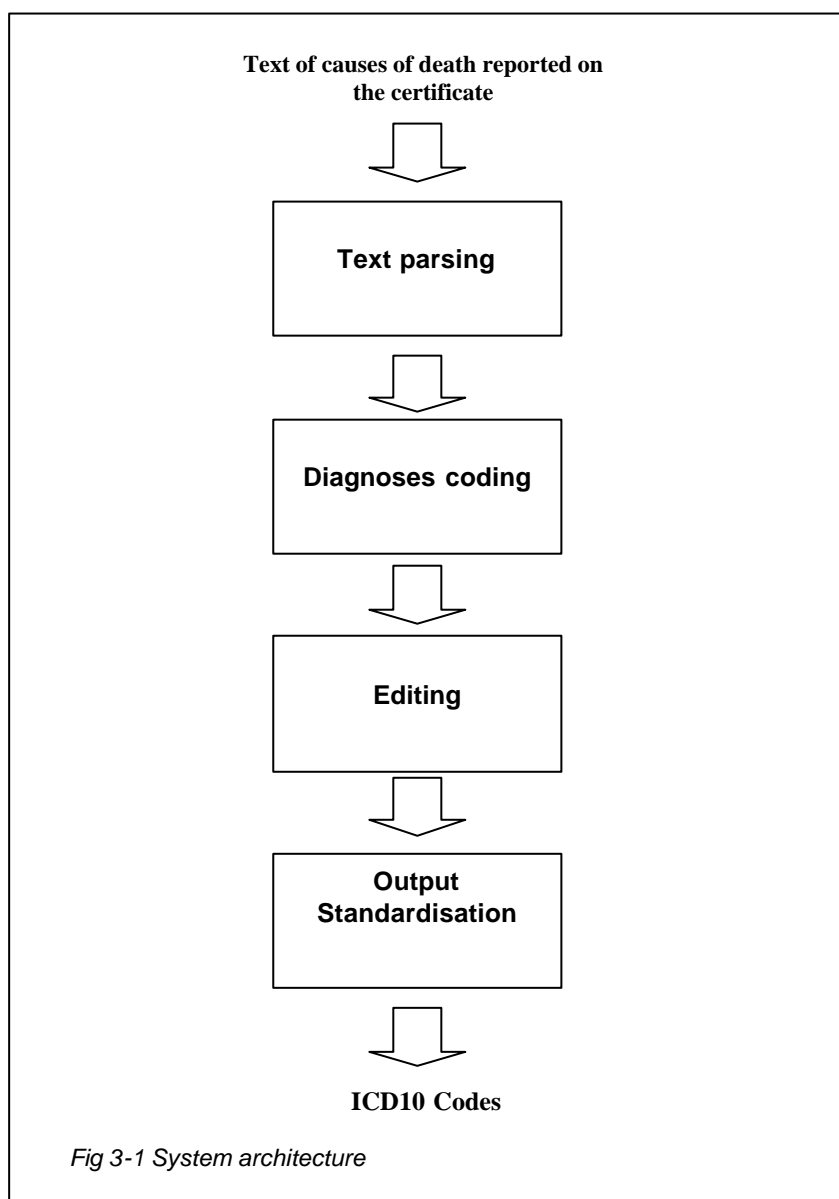 Text of causes of death reported on
the certificate
Text parsing
Diagnoses coding
Editing
Output
Standardisation
ICD10 Codes
Fig 3-1 System architecture